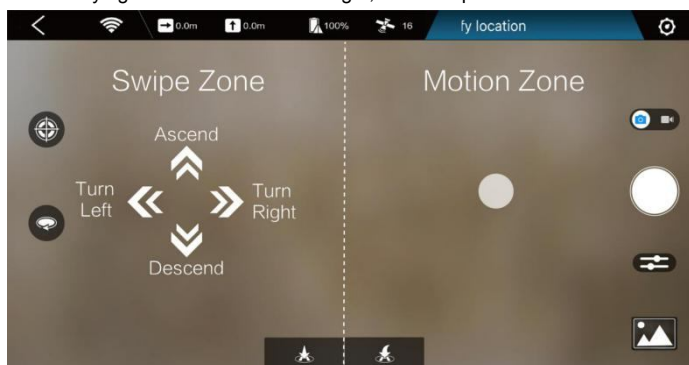 0.0m 0.0m 100% 16 fy location
Swipe Zone Motion Zone
Ascend
Turn Left
Turn Right
Descend